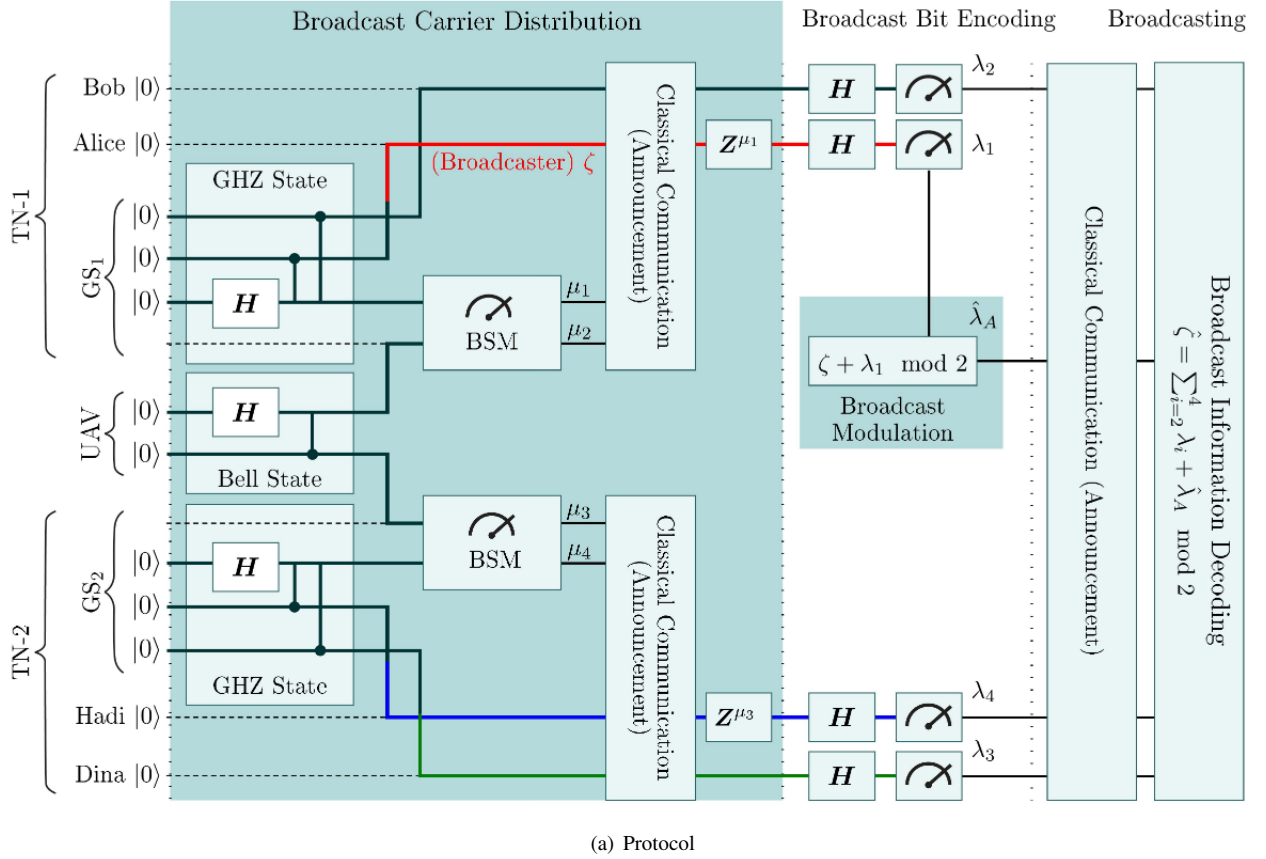 Broadcast Carrier Distribution
Broadcast Bit Encoding
Broadcasting
TN-1
Bob |0⟩
Alice |0⟩
(Broadcaster) ζ
GHZ State
GS₁
|0⟩
|0⟩
|0⟩
H
BSM
μ₁
μ₂
Classical Communication
(Announcement)
Z^μ₁
H
λ₂
H
λ₁
λ̂_A
ζ + λ₁ mod 2
Broadcast
Modulation
UAV
|0⟩
|0⟩
H
Bell State
TN-2
GS₂
|0⟩
|0⟩
|0⟩
H
GHZ State
BSM
μ₃
μ₄
Classical Communication
(Announcement)
Hadi |0⟩
Dina |0⟩
Z^μ₃
H
λ₄
H
λ₃
Classical Communication (Announcement)
Broadcast Information Decoding
ζ̂ = ∑_{i=2}^{4} λᵢ + λ̂_A mod 2
(a) Protocol